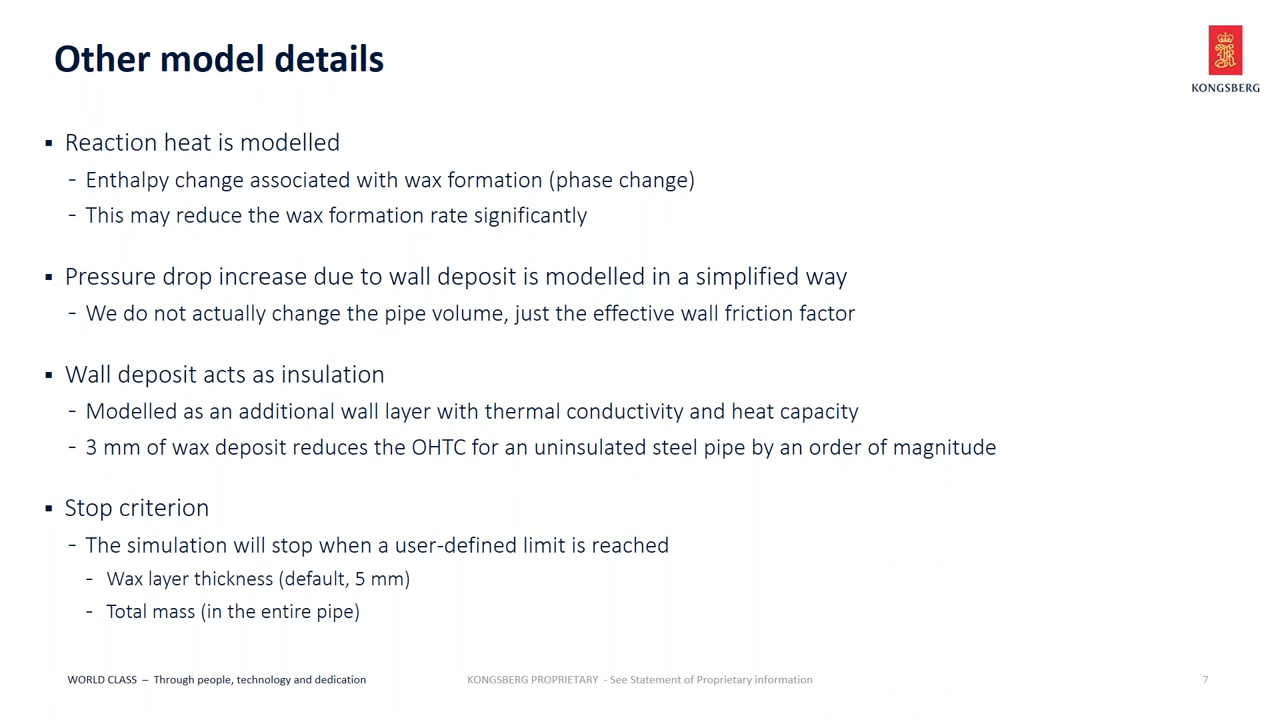 Other model details
KONGSBERG
▪ Reaction heat is modelled
- Enthalpy change associated with wax formation (phase change)
- This may reduce the wax formation rate significantly
▪ Pressure drop increase due to wall deposit is modelled in a simplified way
- We do not actually change the pipe volume, just the effective wall friction factor
▪ Wall deposit acts as insulation
- Modelled as an additional wall layer with thermal conductivity and heat capacity
- 3 mm of wax deposit reduces the OHTC for an uninsulated steel pipe by an order of magnitude
▪ Stop criterion
- The simulation will stop when a user-defined limit is reached
- Wax layer thickness (default, 5 mm)
- Total mass (in the entire pipe)
WORLD CLASS – Through people, technology and dedication
KONGSBERG PROPRIETARY - See Statement of Proprietary information
7